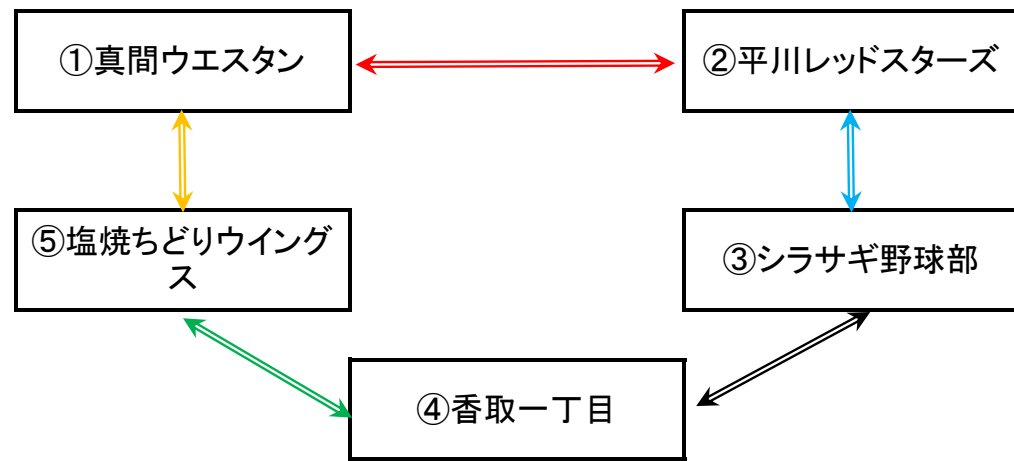 ①真間ウエスタン
②平川レッドスターズ
⑤塩焼ちどりウイング
ス
③シラサギ野球部
④香取一丁目